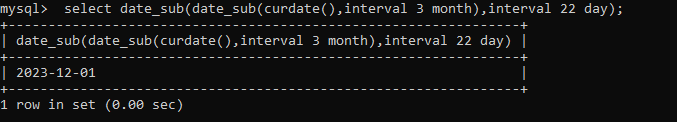 mysql>  select date_sub(date_sub(curdate(),interval 3 month),interval 22 day);
+----------------------------------------------------------------+
| date_sub(date_sub(curdate(),interval 3 month),interval 22 day) |
+----------------------------------------------------------------+
| 2023-12-01                                                     |
+----------------------------------------------------------------+
1 row in set (0.00 sec)